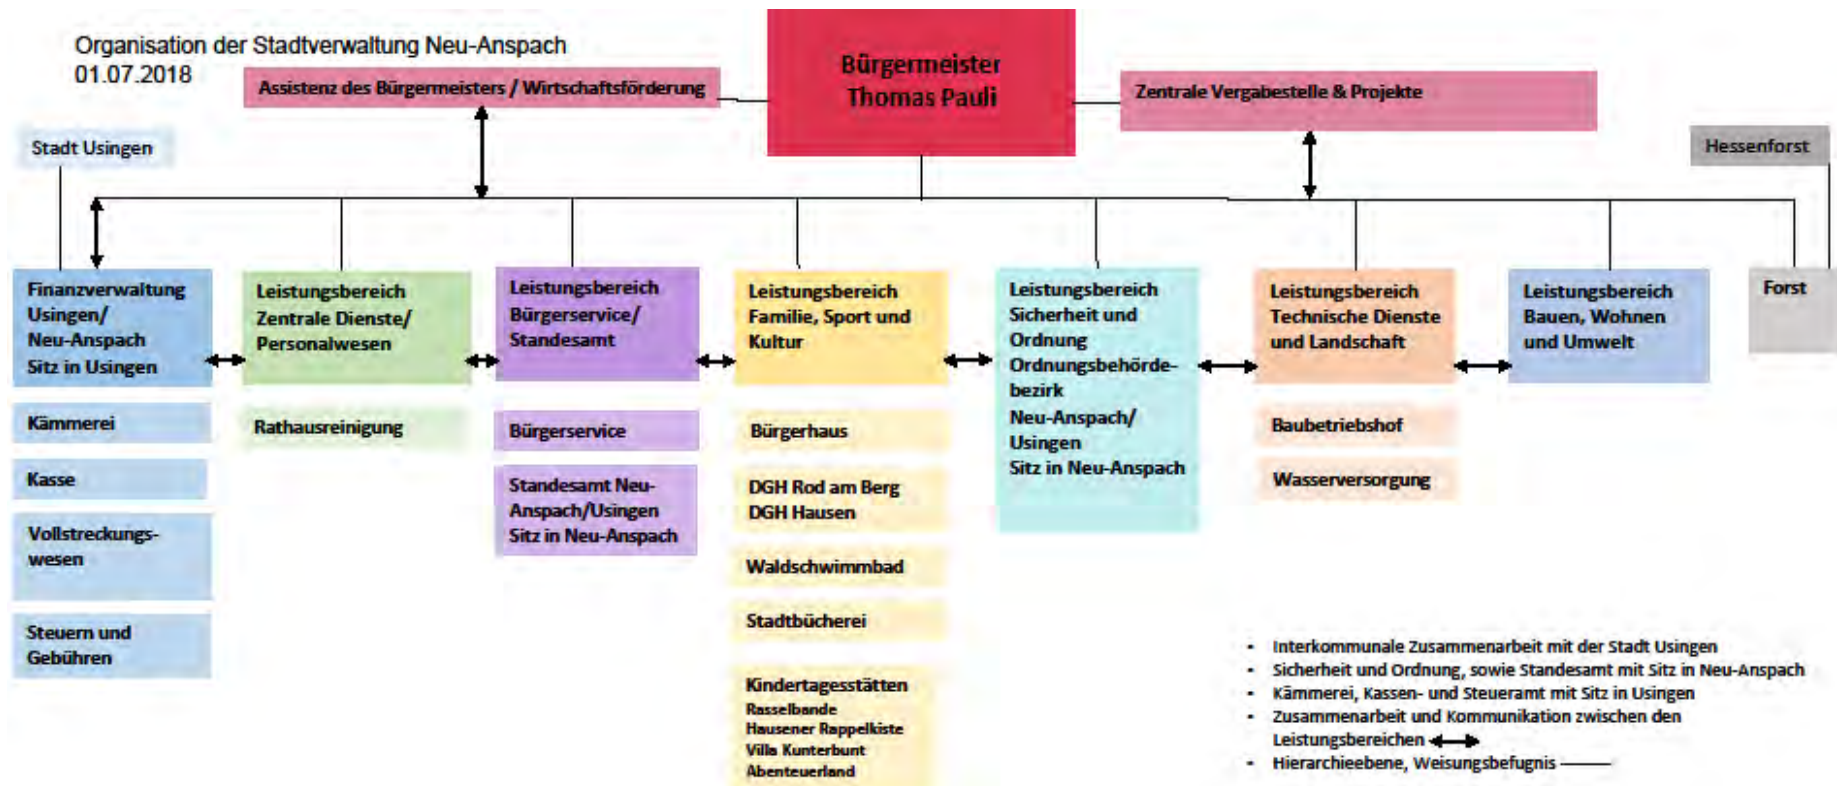 Organisation der Stadtverwaltung Neu-Anspach
01.07.2018
Bürgermeister
Thomas Pauli
Assistenz des Bürgermeisters / Wirtschaftsförderung
Zentrale Vergabestelle & Projekte
Stadt Usingen
Hessenforst
Finanzverwaltung
Usingen/
Neu-Anspach
Sitz in Usingen
Kämmerei
Kasse
Vollstreckungs-
wesen
Steuern und
Gebühren
Leistungsbereich
Zentrale Dienste/
Personalwesen
Rathausreinigung
Leistungsbereich
Bürgerservice/
Standesamt
Bürgerservice
Standesamt Neu-
Anspach/Usingen
Sitz in Neu-Anspach
Leistungsbereich
Familie, Sport und
Kultur
Bürgerhaus
DGH Rod am Berg
DGH Hausen
Waldschwimmbad
Stadtbücherei
Kindertagesstätten
Rasselbande
Hausener Rappelkiste
Villa Kunterbunt
Abenteuerland
Leistungsbereich
Sicherheit und
Ordnung
Ordnungsbehörde-
bezirk
Neu-Anspach/
Usingen
Sitz in Neu-Anspach
Leistungsbereich
Technische Dienste
und Landschaft
Baubetriebshof
Wasserversorgung
Leistungsbereich
Bauen, Wohnen
und Umwelt
Forst
- Interkommunale Zusammenarbeit mit der Stadt Usingen
- Sicherheit und Ordnung, sowie Standesamt mit Sitz in Neu-Anspach
- Kämmerei, Kassen- und Steueramt mit Sitz in Usingen
- Zusammenarbeit und Kommunikation zwischen den
Leistungsbereichen
- Hierarchieebene, Weisungsbefugnis